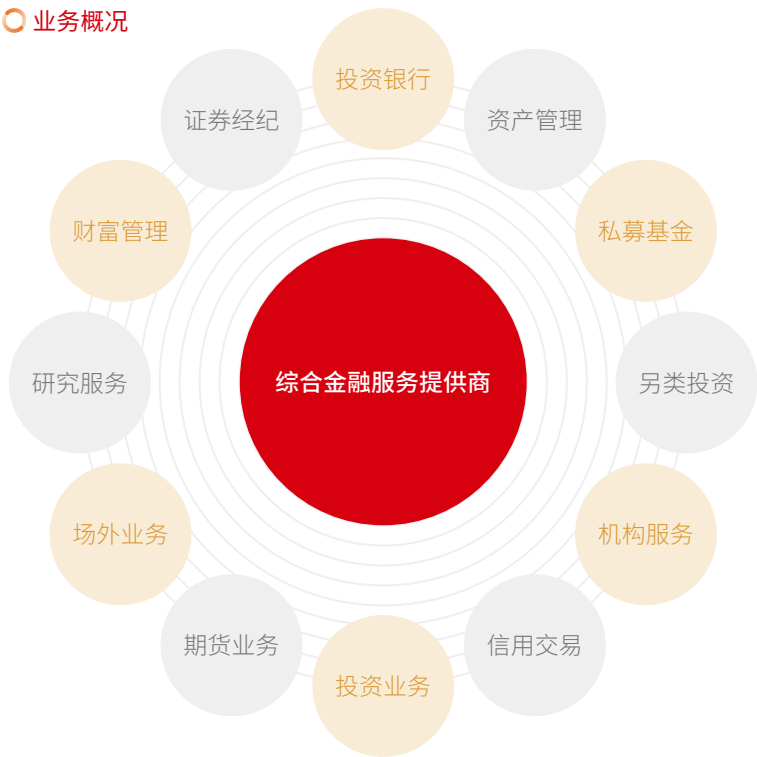 业务概况
投资银行
资产管理
私募基金
另类投资
机构服务
信用交易
投资业务
期货业务
场外业务
研究服务
财富管理
证券经纪
综合金融服务提供商